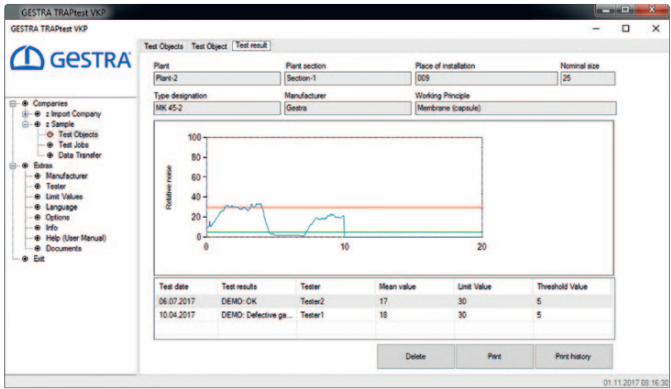 GESTRA TRAPtest VKP
GESTRA TRAPtest VKP
GESTRA
Test Objects Test Object Test result
Plant Plant section Place of installation Nominal size
Plant-2 Section-1 009 25
Type designation Manufacturer Working Principle
MK 45-2 Gestra Membrane (capsule)
Companies
z Import Company
z Sample
Test Objects
Test Jobs
Data Transfer
Extras
Manufacturer
Tester
Limit Values
Language
Options
Info
Help (User Manual)
Documents
Exit
Relative noise
100
80
60
40
20
0
0 10 20
Test date Test results Tester Mean value Limit Value Threshold Value
06.07.2017 DEMO: OK Tester2 17 30 5
10.04.2017 DEMO: Defective ga... Tester1 18 30 5
Delete Print Print history
01.11.2017 08:16:30